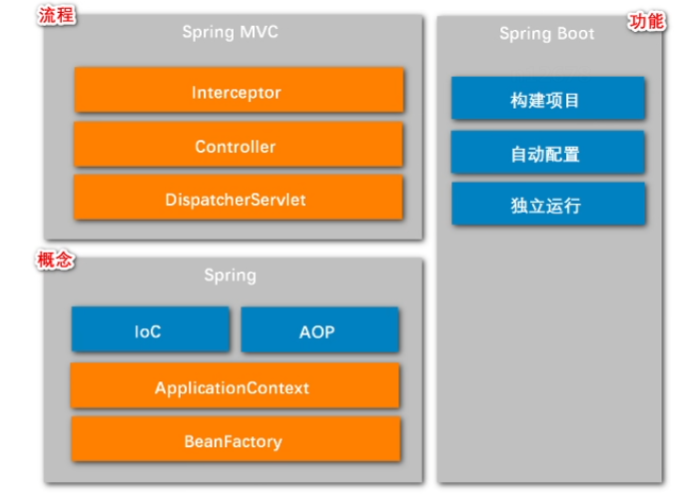 流程
Spring MVC
Interceptor
Controller
DispatcherServlet
概念
Spring
IoC
AOP
ApplicationContext
BeanFactory
功能
Spring Boot
构建项目
自动配置
独立运行